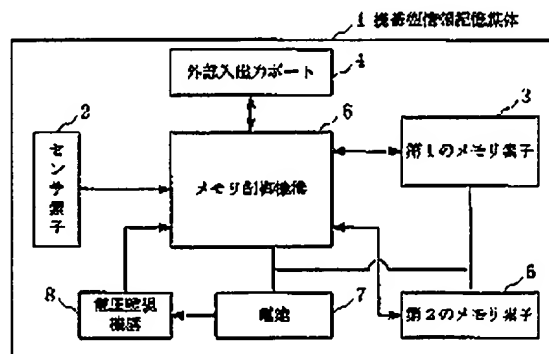 1 携帯型情報記憶媒体
外部入出力ポート
4
2
6
3
センサ素子
メモリ制御機構
第1のメモリ素子
8
電圧確認機器
電池
7
第2のメモリ素子
5